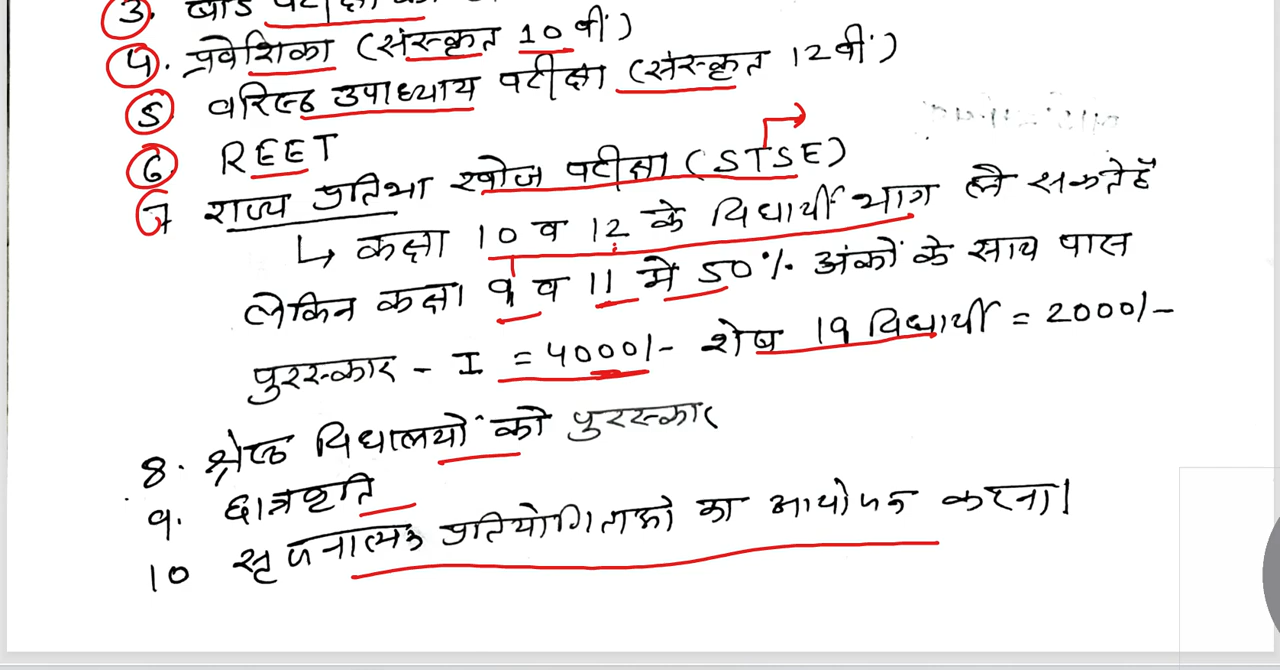 3. बोर्ड परीक्षा का
4. प्रवेशिका (संस्कृत 10वीं)
5 वरिष्ठ उपाध्याय परीक्षा (संस्कृत 12वीं)
6. REET
7 राज्य प्रतिभा खोज परीक्षा (STSE)
↳ कक्षा 10 व 12 के विद्यार्थी भाग ले सकते हैं
लेकिन कक्षा 9 व 11 में 50% अंकों के साथ पास
पुरस्कार - I = 4000/- शेष 19 विद्यार्थी = 2000/-
8. श्रेष्ठ विद्यालयों को पुरस्कार
9. छात्रवृति
10 सृजनात्मक प्रतियोगिताओ का आयोजन करना।